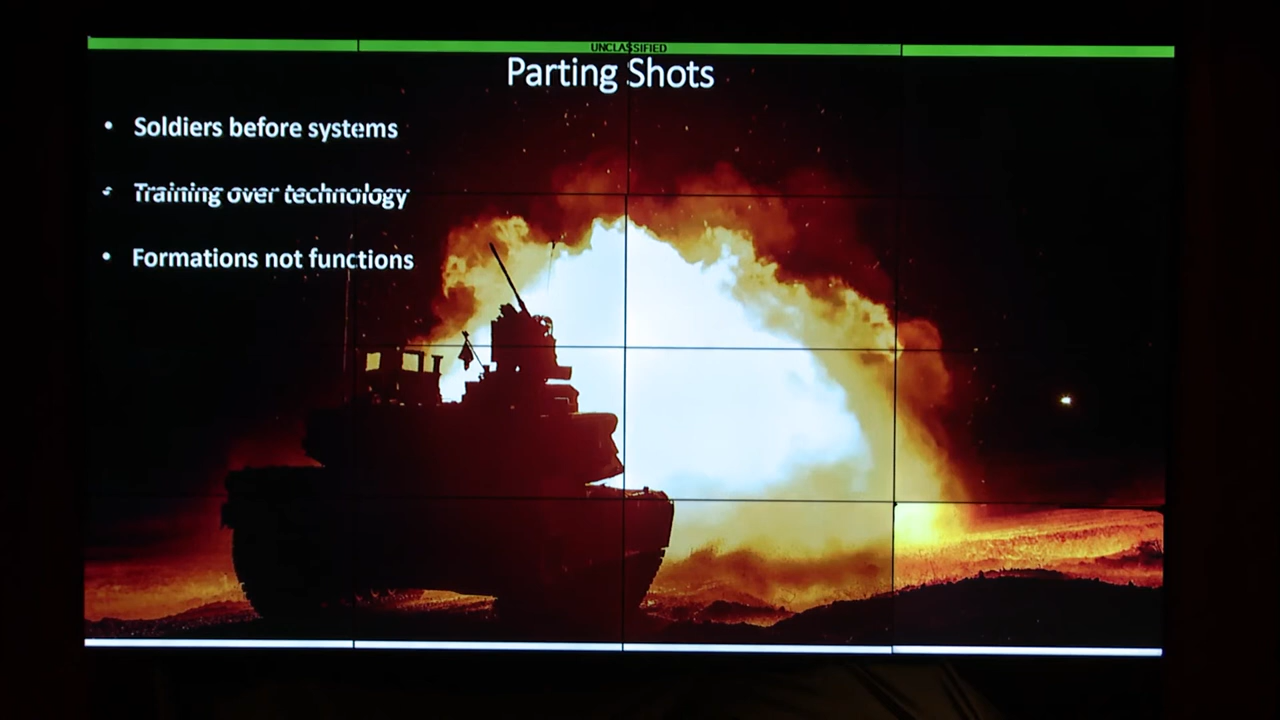 UNCLASSIFIED
Parting Shots
• Soldiers before systems
• Training over technology
• Formations not functions